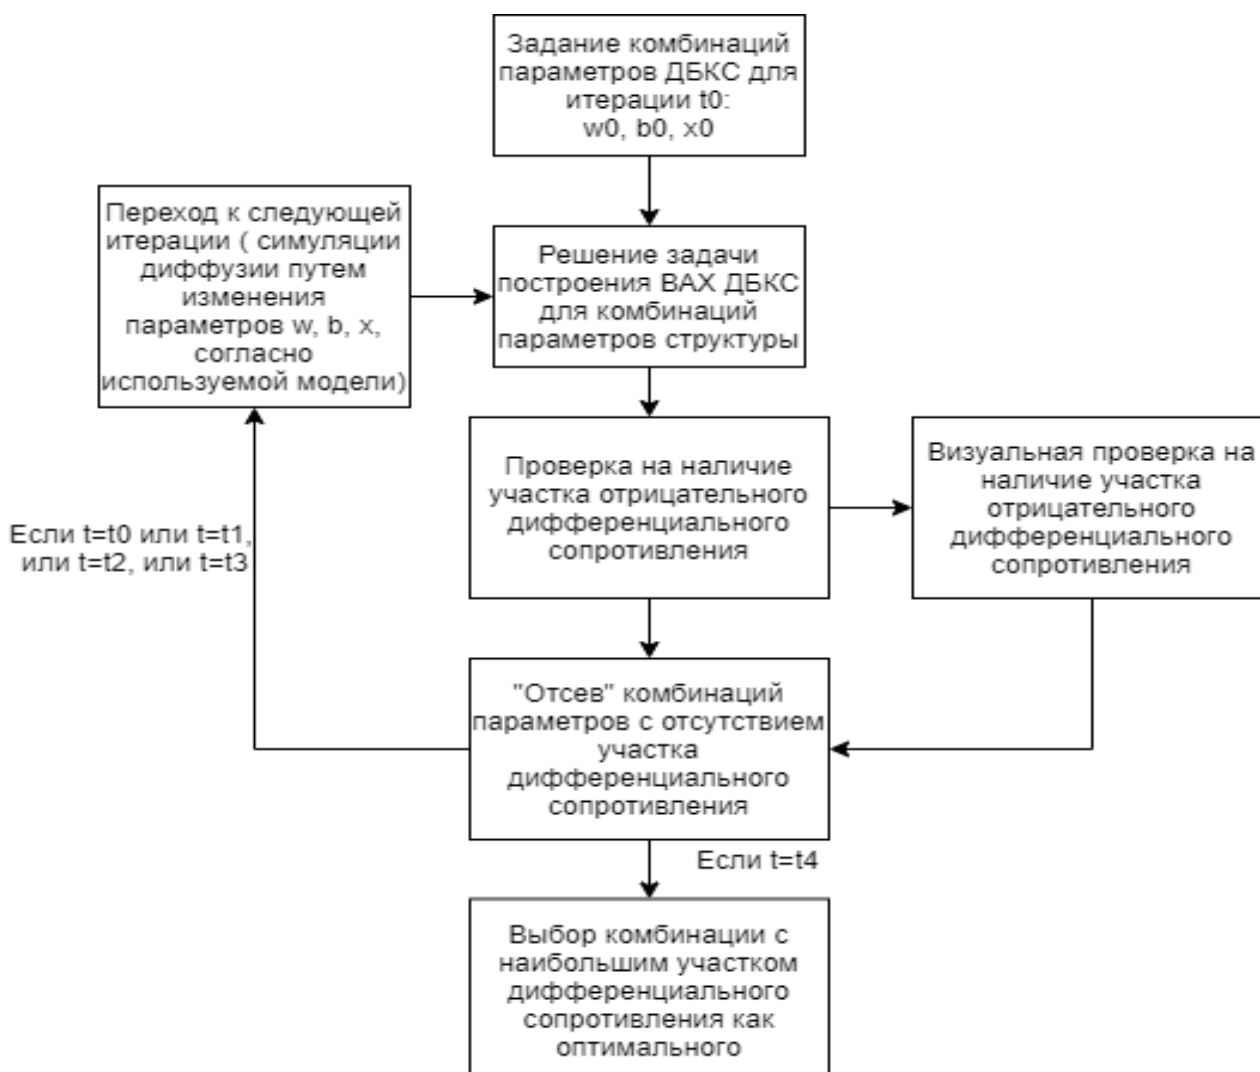 Задание комбинаций
параметров ДБКС для
итерации t0:
w0, b0, x0
Переход к следующей
итерации ( симуляции
диффузии путем
изменения
параметров w, b, x,
согласно
используемой модели)
Решение задачи
построения ВАХ ДБКС
для комбинаций
параметров структуры
Проверка на наличие
участка отрицательного
дифференциального
сопротивления
Визуальная проверка на
наличие участка
отрицательного
дифференциального
сопротивления
Если t=t0 или t=t1,
или t=t2, или t=t3
"Отсев" комбинаций
параметров с отсутствием
участка
дифференциального
сопротивления
Если t=t4
Выбор комбинации с
наибольшим участком
дифференциального
сопротивления как
оптимального